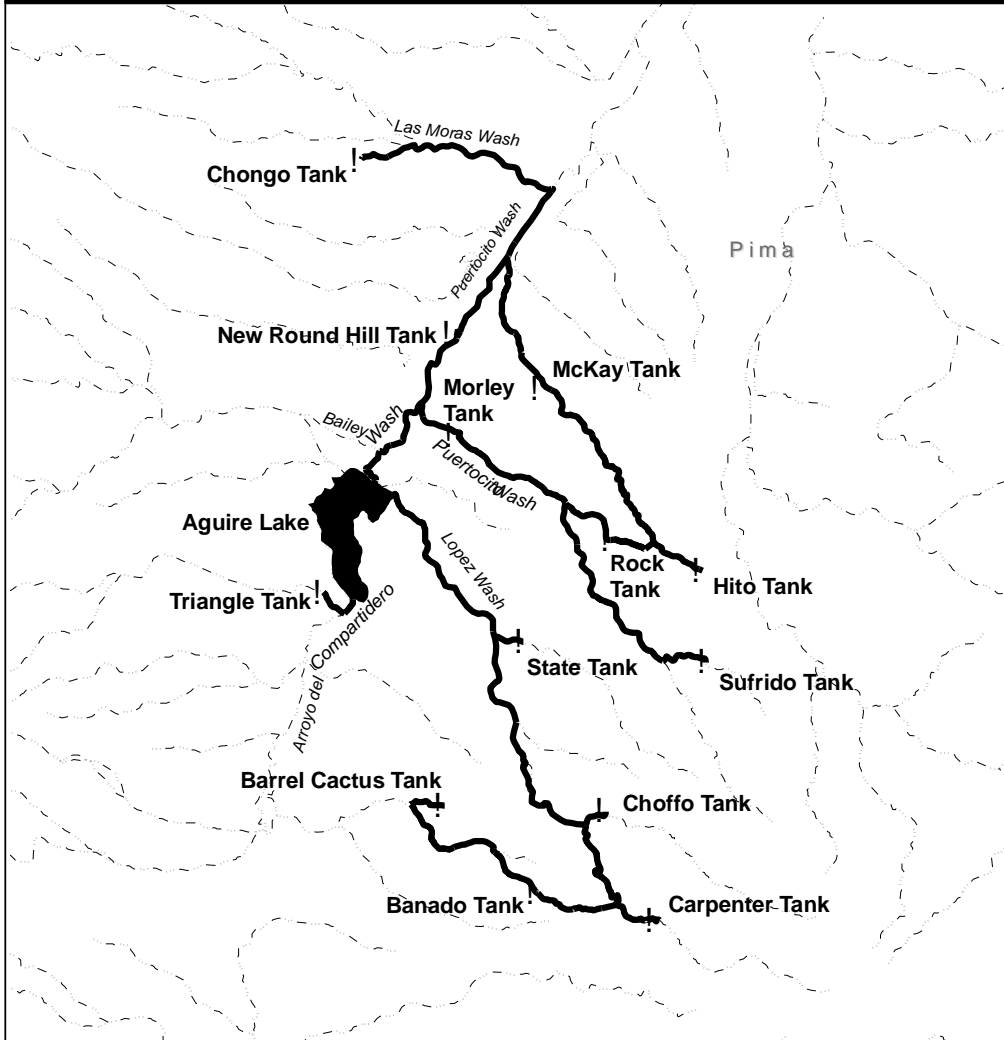 Las Moras Wash
Chongo Tank
Puertocito Wash
Pima
New Round Hill Tank
McKay Tank
Morley
Tank
Bailey
Wash
Puertocito
Wash
Aguire Lake
Lopez Wash
Rock
Tank
Hito Tank
Triangle Tank
Arroyo del Compartidero
State Tank
Sufrido Tank
Barrel Cactus Tank
Choffo Tank
Banado Tank
Carpenter Tank